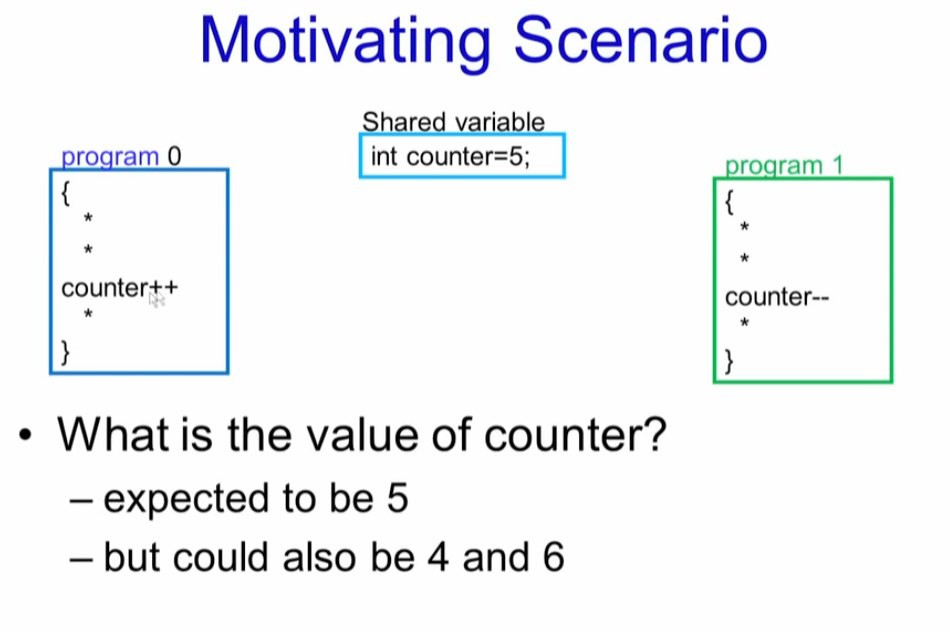 Motivating Scenario
Shared variable
int counter=5;
program 0
{
*
*
counter++
*
}
program 1
{
*
*
counter--
*
}
• What is the value of counter?
– expected to be 5
– but could also be 4 and 6